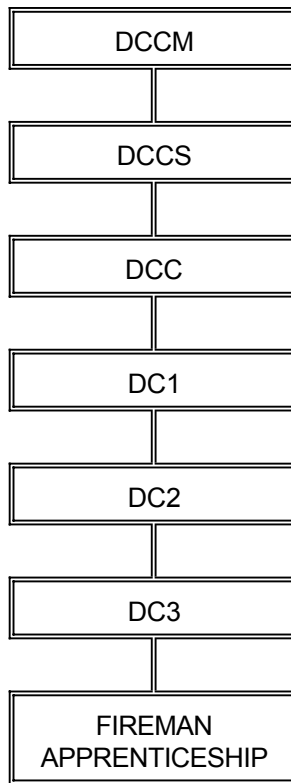 DCCM
DCCS
DCC
DC1
DC2
DC3
FIREMAN
APPRENTICESHIP